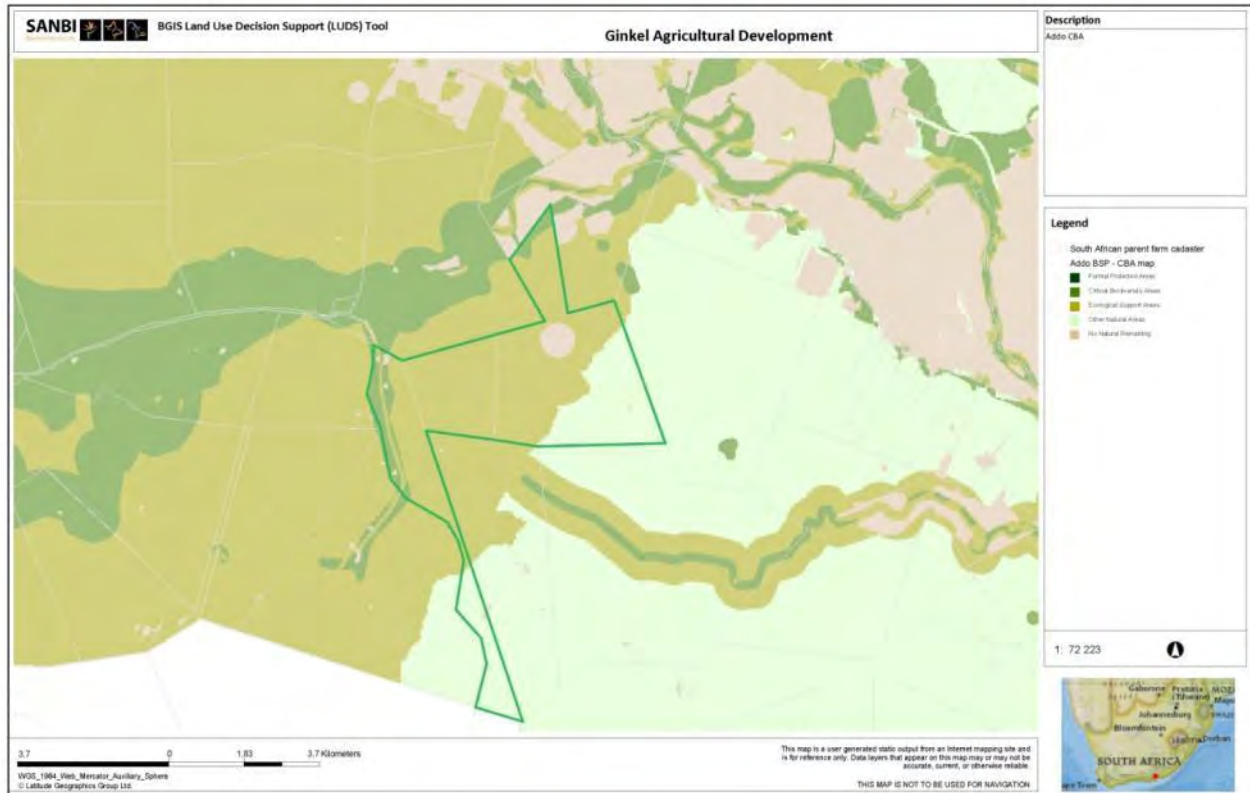 SANBI
BGIS Land Use Decision Support (LUDS) Tool
Ginkel Agricultural Development
Description
Addo CBA
Legend
South African parent farm cadaster
Addo BSP - CBA map
Formal Protected Areas
Critical Biodiversity Areas
Ecological Support Areas
Other Natural Areas
No Natural Remaining
1: 72 223
Gaborone
Pretoria
(Tshwane)
Johannesburg
Bloemfontein
Durban
SOUTH AFRICA
3.7
0
1.83
3.7 Kilometers
WGS_1984_Web_Mercator_Auxiliary_Sphere
© Latitude Geographics Group Ltd.
This map is a user generated static output from an Internet mapping site and
is for reference only. Data layers that appear on this map may or may not be
accurate, current, or otherwise reliable.
THIS MAP IS NOT TO BE USED FOR NAVIGATION